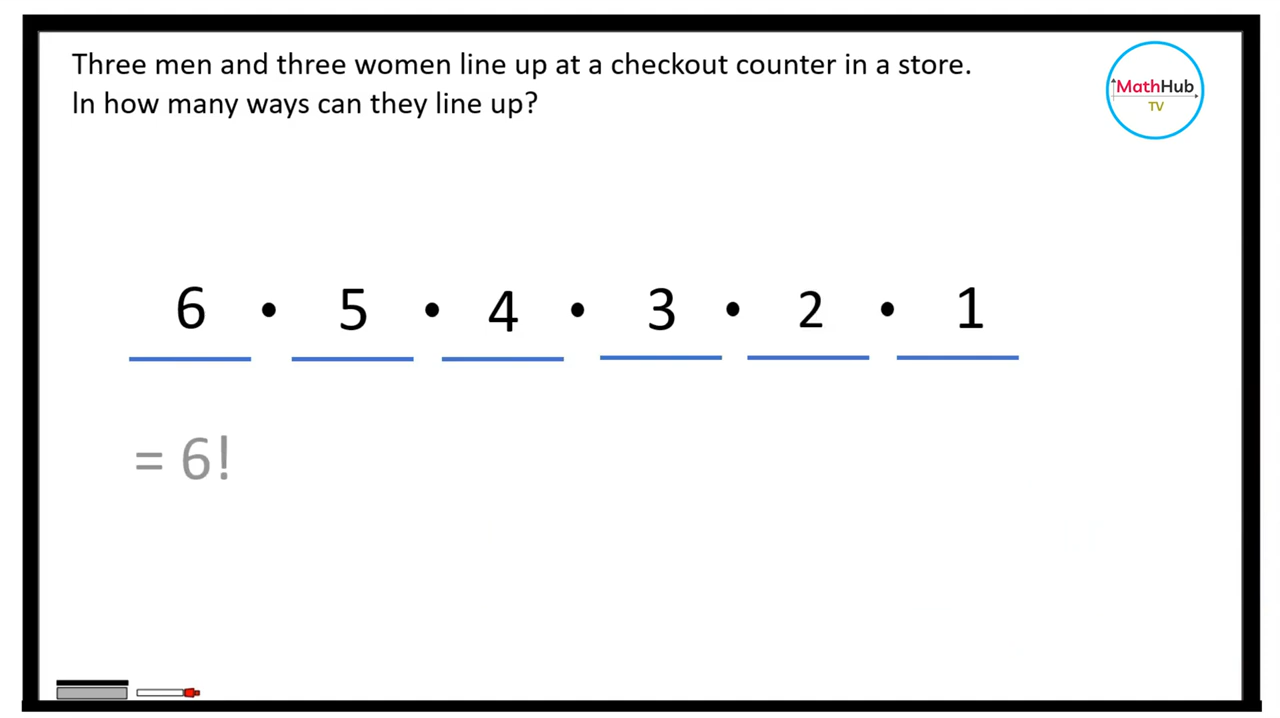 Three men and three women line up at a checkout counter in a store.
In how many ways can they line up?
MathHub
TV
6 • 5 • 4 • 3 • 2 • 1
= 6!